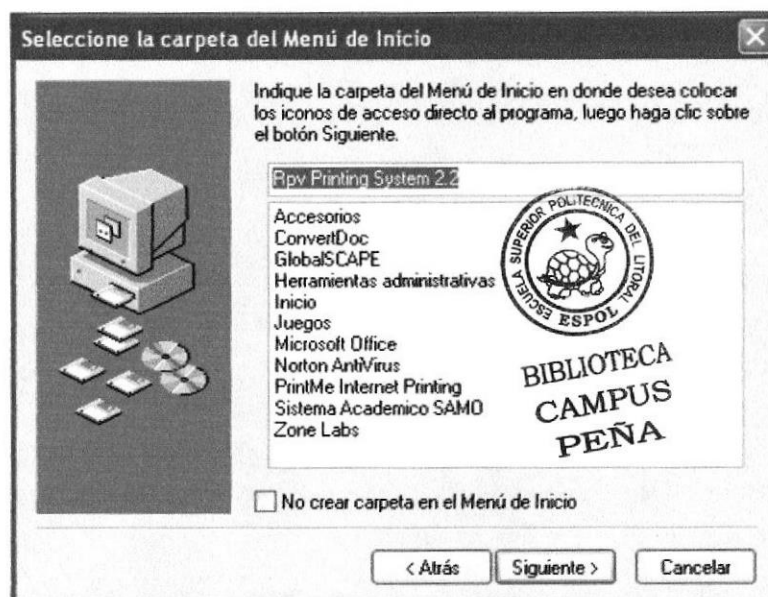 Seleccione la carpeta del Menú de Inicio
Indique la carpeta del Menú de Inicio en donde desea colocar
los iconos de acceso directo al programa, luego haga clic sobre
el botón Siguiente.
Rpv Printing System 2.2
Accesorios
ConvertDoc
GlobalSCAPE
Herramientas administrativas
Inicio
Juegos
Microsoft Office
Norton AntiVirus
PrintMe Internet Printing
Sistema Academico SAMO
Zone Labs
ESCUELA SUPERIOR POLITECNICA DEL LITORAL
ESPOL
BIBLIOTECA
CAMPUS
PEÑA
No crear carpeta en el Menú de Inicio
< Atrás
Siguiente >
Cancelar